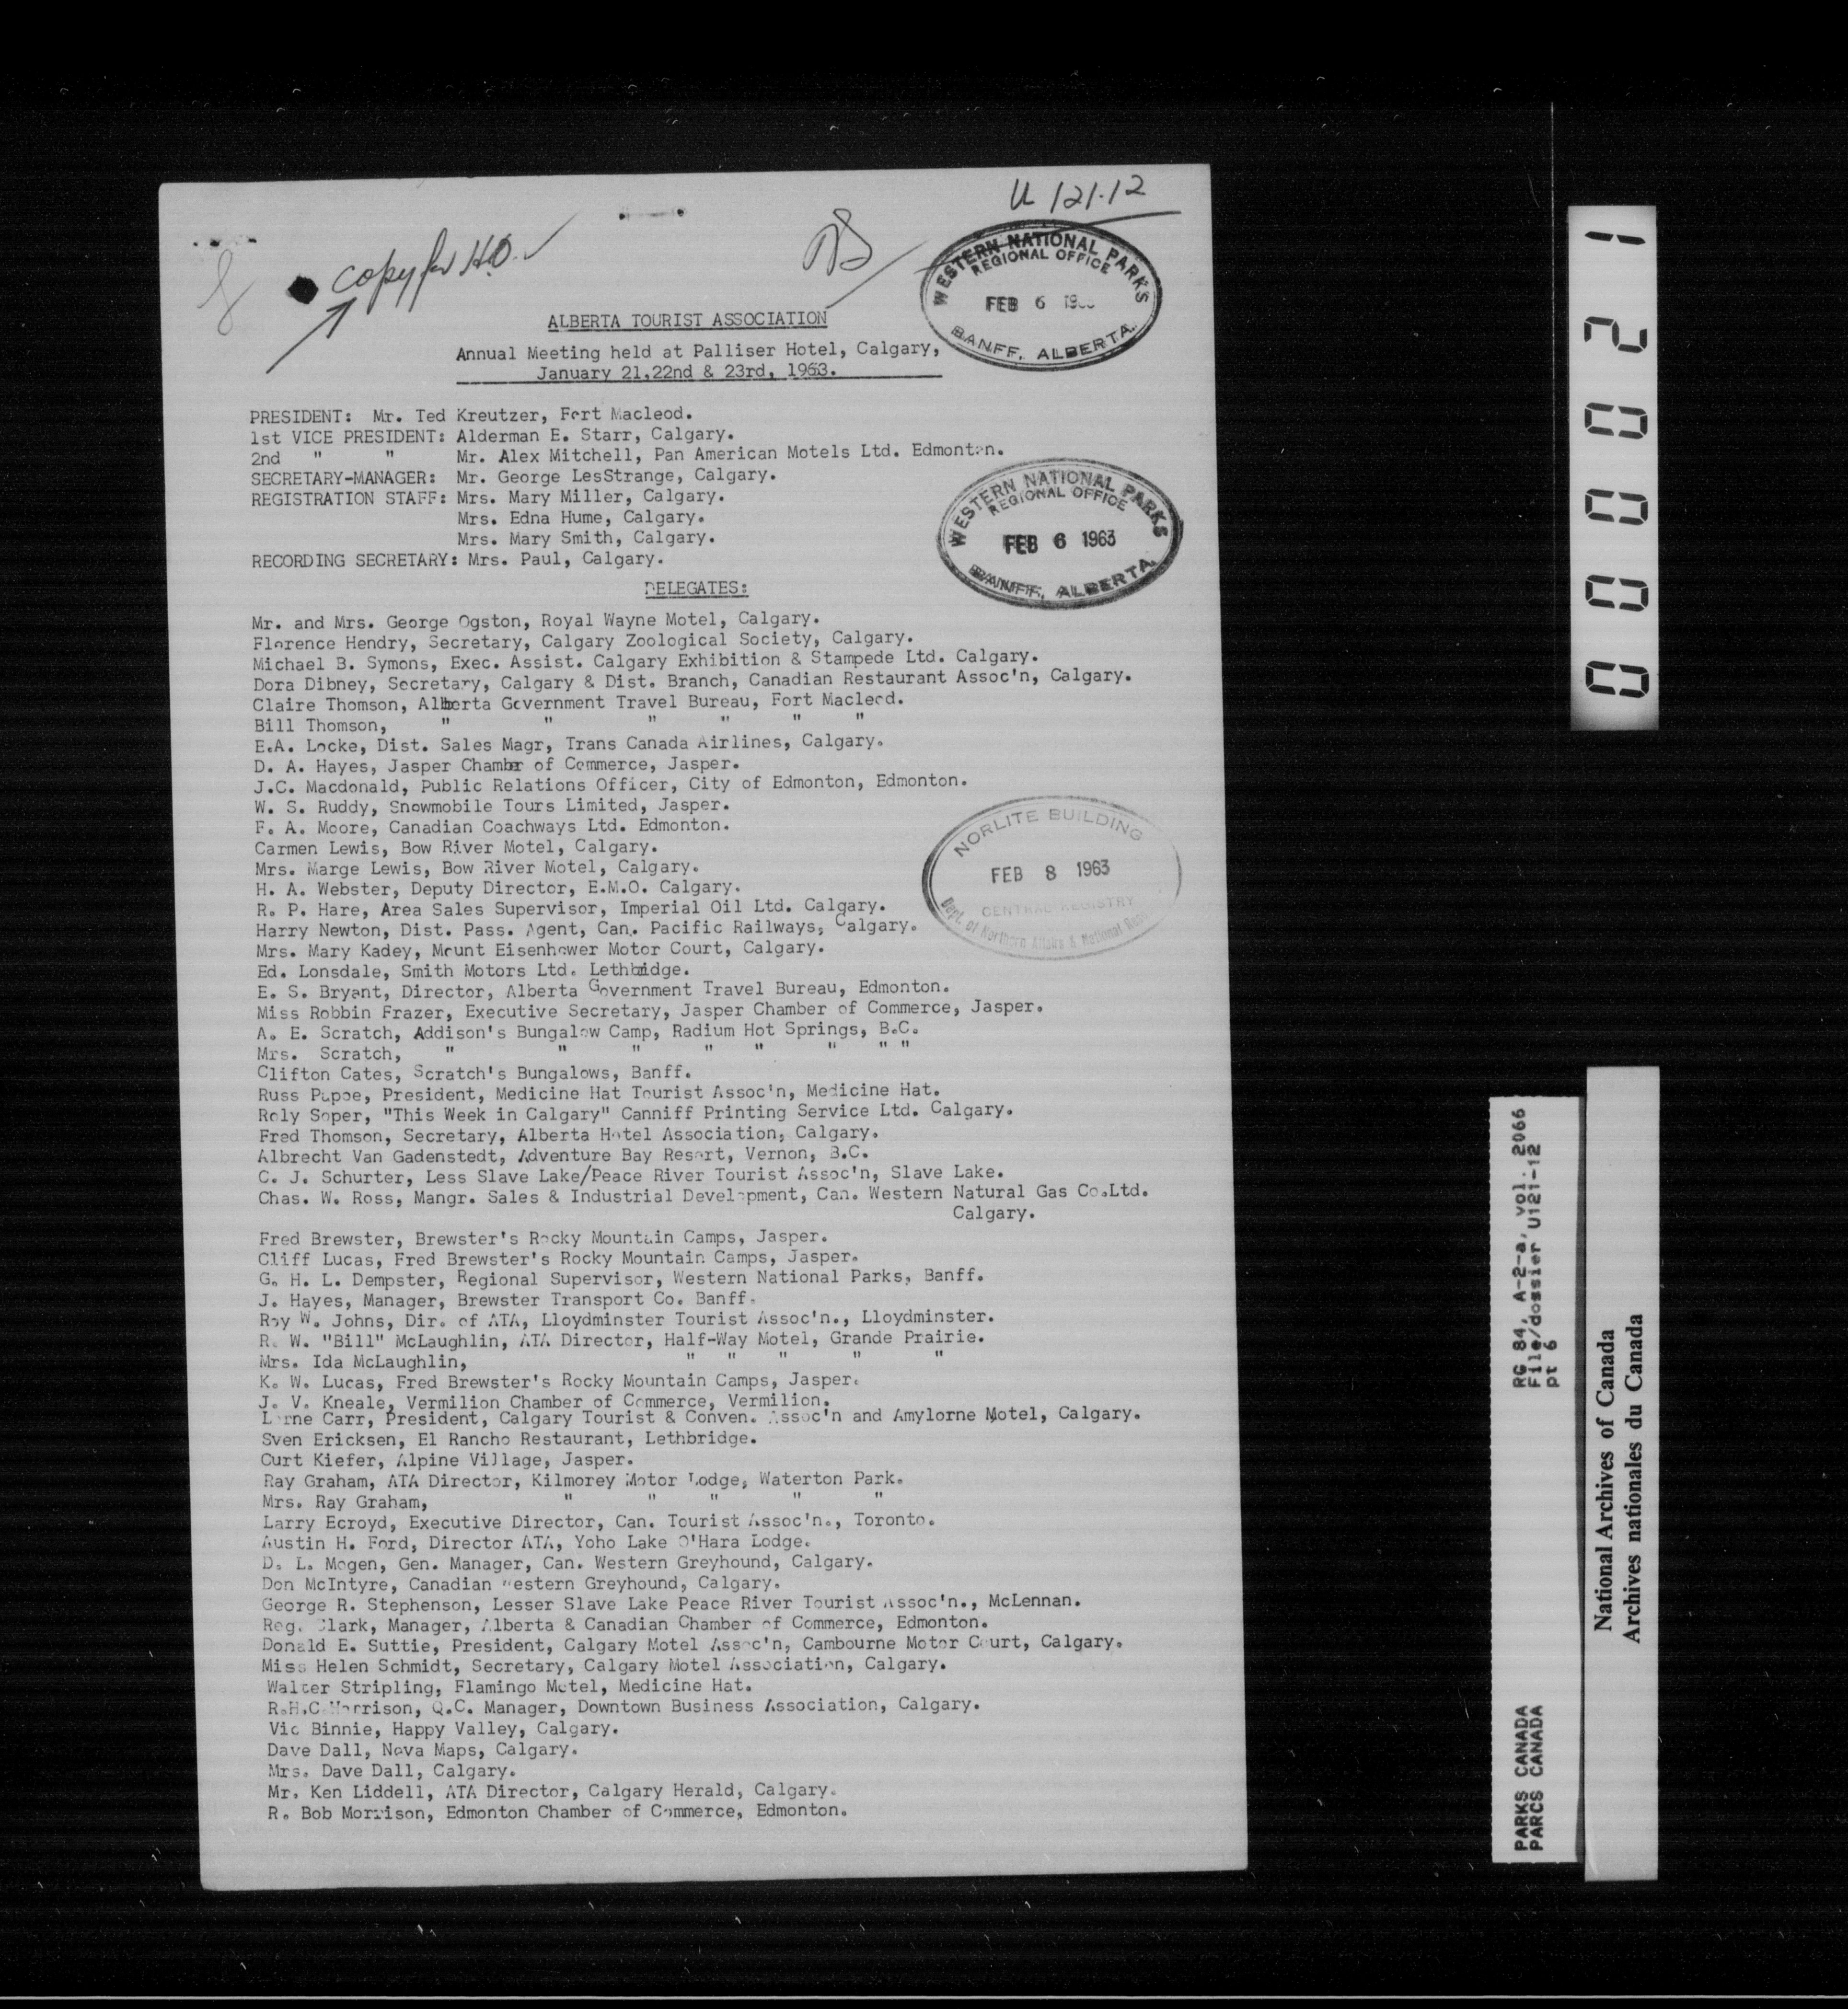 U 121-12
copy for H.O.
WESTERN NATIONAL PARKS
REGIONAL OFFICE
FEB 6 19
BANFF, ALBERTA.
ALBERTA TOURIST ASSOCIATION
Annual Meeting held at Palliser Hotel, Calgary,
January 21,22nd & 23rd, 1963.
PRESIDENT: Mr. Ted Kreutzer, Fort Macleod.
1st VICE PRESIDENT: Alderman E. Starr, Calgary.
2nd " " Mr. Alex Mitchell, Pan American Motels Ltd. Edmonton.
SECRETARY-MANAGER: Mr. George LesStrange, Calgary.
REGISTRATION STAFF: Mrs. Mary Miller, Calgary.
Mrs. Edna Hume, Calgary.
Mrs. Mary Smith, Calgary.
RECORDING SECRETARY: Mrs. Paul, Calgary.
WESTERN NATIONAL PARKS
REGIONAL OFFICE
FEB 6 1963
BANFF, ALBERTA.
DELEGATES:
Mr. and Mrs. George Ogston, Royal Wayne Motel, Calgary.
Florence Hendry, Secretary, Calgary Zoological Society, Calgary.
Michael B. Symons, Exec. Assist. Calgary Exhibition & Stampede Ltd. Calgary.
Dora Dibney, Secretary, Calgary & Dist. Branch, Canadian Restaurant Assoc'n, Calgary.
Claire Thomson, Alberta Government Travel Bureau, Fort Macleod.
Bill Thomson, " " " " " "
E.A. Locke, Dist. Sales Magr, Trans Canada Airlines, Calgary.
D. A. Hayes, Jasper Chambr of Commerce, Jasper.
J.C. Macdonald, Public Relations Officer, City of Edmonton, Edmonton.
W. S. Ruddy, Snowmobile Tours Limited, Jasper.
F. A. Moore, Canadian Coachways Ltd. Edmonton.
Carmen Lewis, Bow River Motel, Calgary.
Mrs. Marge Lewis, Bow River Motel, Calgary.
H. A. Webster, Deputy Director, E.M.O. Calgary.
R. P. Hare, Area Sales Supervisor, Imperial Oil Ltd. Calgary.
Harry Newton, Dist. Pass. Agent, Can. Pacific Railways, Calgary.
Mrs. Mary Kadey, Mount Eisenhower Motor Court, Calgary.
Ed. Lonsdale, Smith Motors Ltd. Lethbridge.
E. S. Bryant, Director, Alberta Government Travel Bureau, Edmonton.
Miss Robbin Frazer, Executive Secretary, Jasper Chamber of Commerce, Jasper.
A. E. Scratch, Addison's Bungalow Camp, Radium Hot Springs, B.C.
Mrs. Scratch, " " " " " " " "
Clifton Cates, Scratch's Bungalows, Banff.
Russ Papoe, President, Medicine Hat Tourist Assoc'n, Medicine Hat.
Roly Soper, "This Week in Calgary" Canniff Printing Service Ltd. Calgary.
Fred Thomson, Secretary, Alberta Hotel Association, Calgary.
Albrecht Van Gadenstedt, Adventure Bay Resort, Vernon, B.C.
C. J. Schurter, Less Slave Lake/Peace River Tourist Assoc'n, Slave Lake.
Chas. W. Ross, Mangr. Sales & Industrial Development, Can. Western Natural Gas Co.Ltd.
Calgary.
Fred Brewster, Brewster's Rocky Mountain Camps, Jasper.
Cliff Lucas, Fred Brewster's Rocky Mountain Camps, Jasper.
G. H. L. Dempster, Regional Supervisor, Western National Parks, Banff.
J. Hayes, Manager, Brewster Transport Co. Banff.
Roy W. Johns, Dir. of ATA, Lloydminster Tourist Assoc'n., Lloydminster.
R. W. "Bill" McLaughlin, ATA Director, Half-Way Motel, Grande Prairie.
Mrs. Ida McLaughlin, " " " " "
K. W. Lucas, Fred Brewster's Rocky Mountain Camps, Jasper.
J. V. Kneale, Vermilion Chamber of Commerce, Vermilion.
Lorne Carr, President, Calgary Tourist & Conven. Assoc'n and Amylorne Motel, Calgary.
Sven Ericksen, El Rancho Restaurant, Lethbridge.
Curt Kiefer, Alpine Village, Jasper.
Ray Graham, ATA Director, Kilmorey Motor Lodge, Waterton Park.
Mrs. Ray Graham, " " " " "
Larry Ecroyd, Executive Director, Can. Tourist Assoc'n., Toronto.
Austin H. Ford, Director ATA, Yoho Lake O'Hara Lodge.
D. L. Mogen, Gen. Manager, Can. Western Greyhound, Calgary.
Don McIntyre, Canadian Western Greyhound, Calgary.
George R. Stephenson, Lesser Slave Lake Peace River Tourist Assoc'n., McLennan.
Reg. Clark, Manager, Alberta & Canadian Chamber of Commerce, Edmonton.
Donald E. Suttie, President, Calgary Motel Assoc'n, Cambourne Motor Court, Calgary.
Miss Helen Schmidt, Secretary, Calgary Motel Association, Calgary.
Walter Stripling, Flamingo Motel, Medicine Hat.
R.H.C. Morrison, Q.C. Manager, Downtown Business Association, Calgary.
Vic Binnie, Happy Valley, Calgary.
Dave Dall, Nova Maps, Calgary.
Mrs. Dave Dall, Calgary.
Mr. Ken Liddell, ATA Director, Calgary Herald, Calgary.
R. Bob Morrison, Edmonton Chamber of Commerce, Edmonton.
NORLITE BUILDING
FEB 8 1963
CENTRAL REGISTRY
Dept. of Northern Affairs & National
000021
RG 84, A-2-a, vol. 2066
File/dossier U121-12
pt 6
PARKS CANADA
PARCS CANADA
National Archives of Canada
Archives nationales du Canada